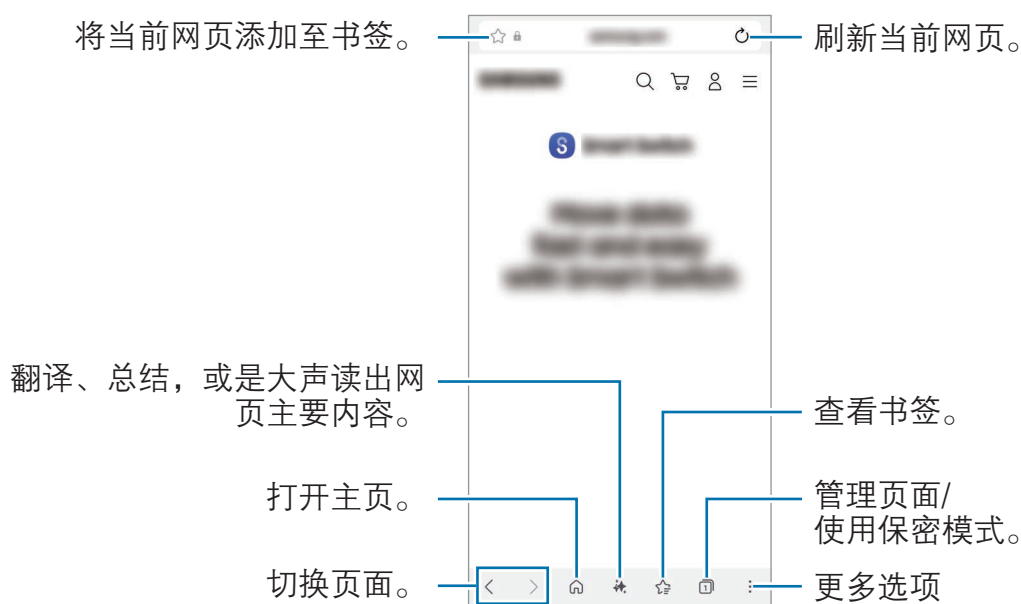 将当前网页添加至书签。
刷新当前网页。
S
翻译、总结，或是大声读出网
页主要内容。
查看书签。
打开主页。
管理页面/
使用保密模式。
切换页面。
1
更多选项